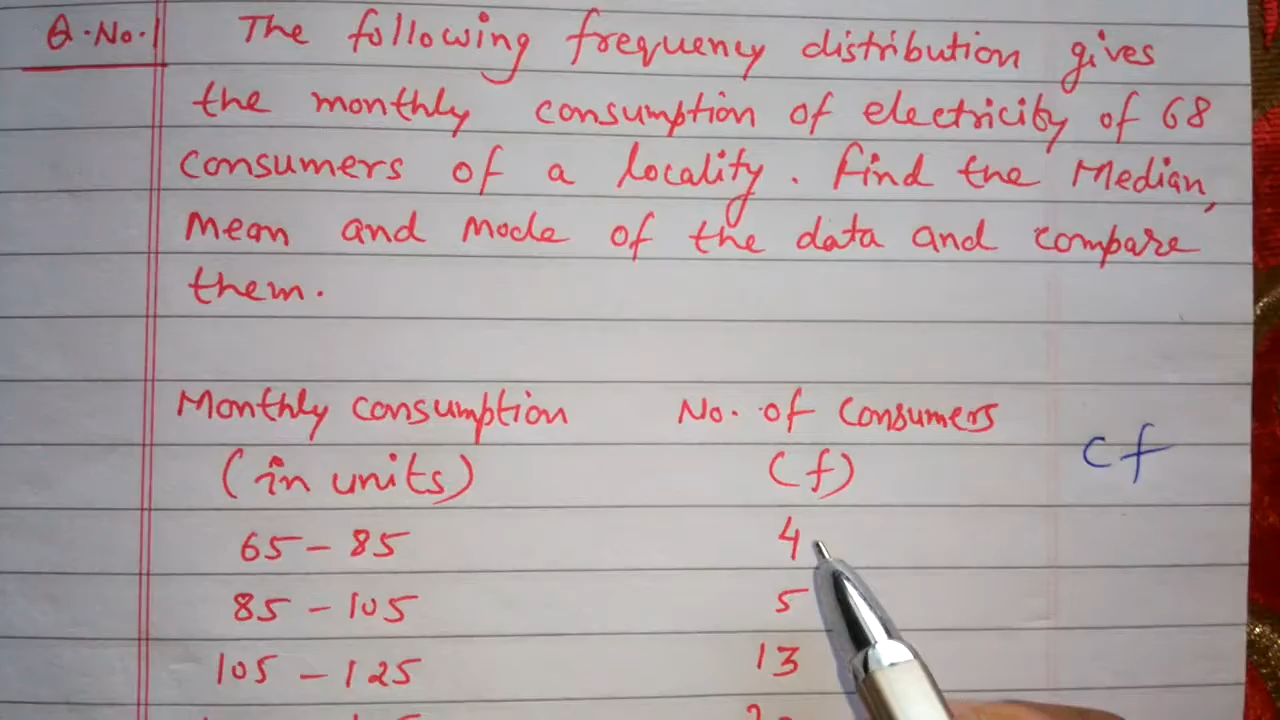 Q.No.1 The following frequency distribution gives
the monthly consumption of electricity of 68
consumers of a locality. Find the Median,
mean and mode of the data and compare
them.
Monthly consumption No. of Consumers
(in units) (f) cf
65 - 85 4
85 - 105 5
105 - 125 13